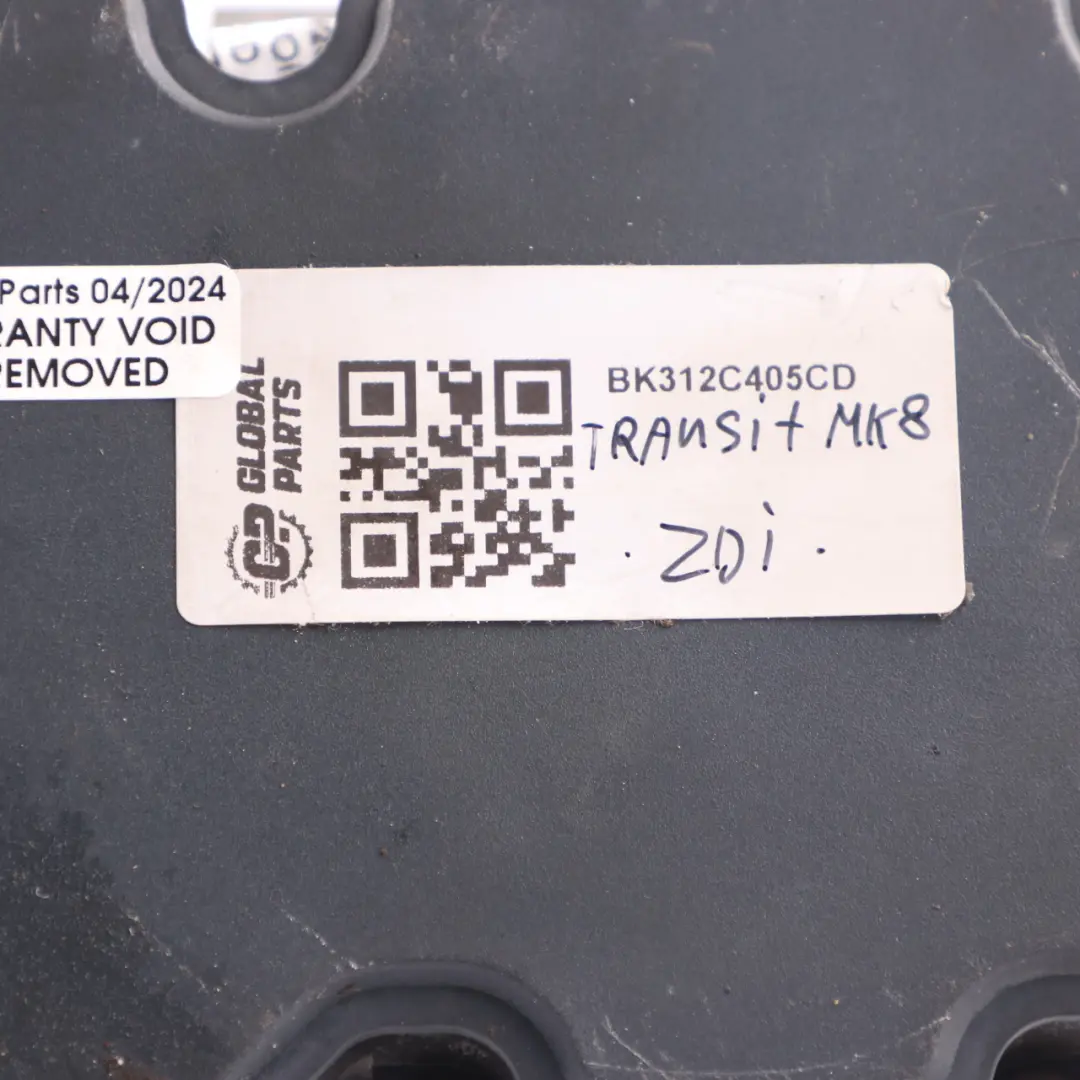 Parts 04/2024
RANTY VOID
REMOVED
GLOBAL
PARTS
BK312C405CD
TRANSit MK8
. ZDi .